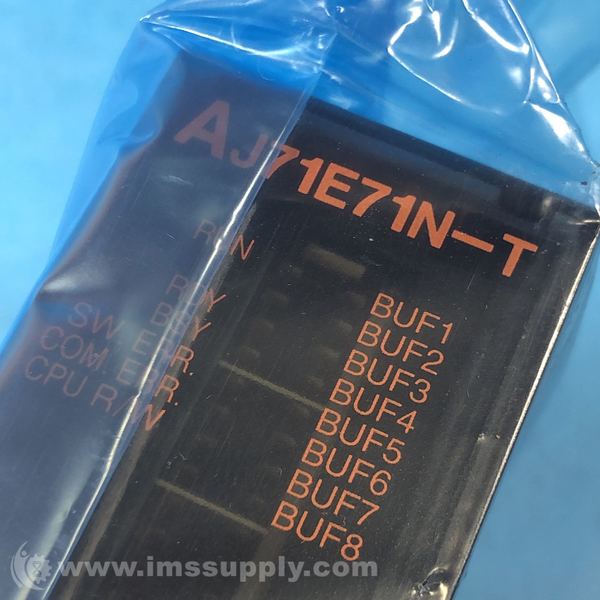 AJ71E71N-T
RUN
RDY
BSY
SW. ERR.
COM. ERR.
CPU R/W
BUF1
BUF2
BUF3
BUF4
BUF5
BUF6
BUF7
BUF8
www.imssupply.com